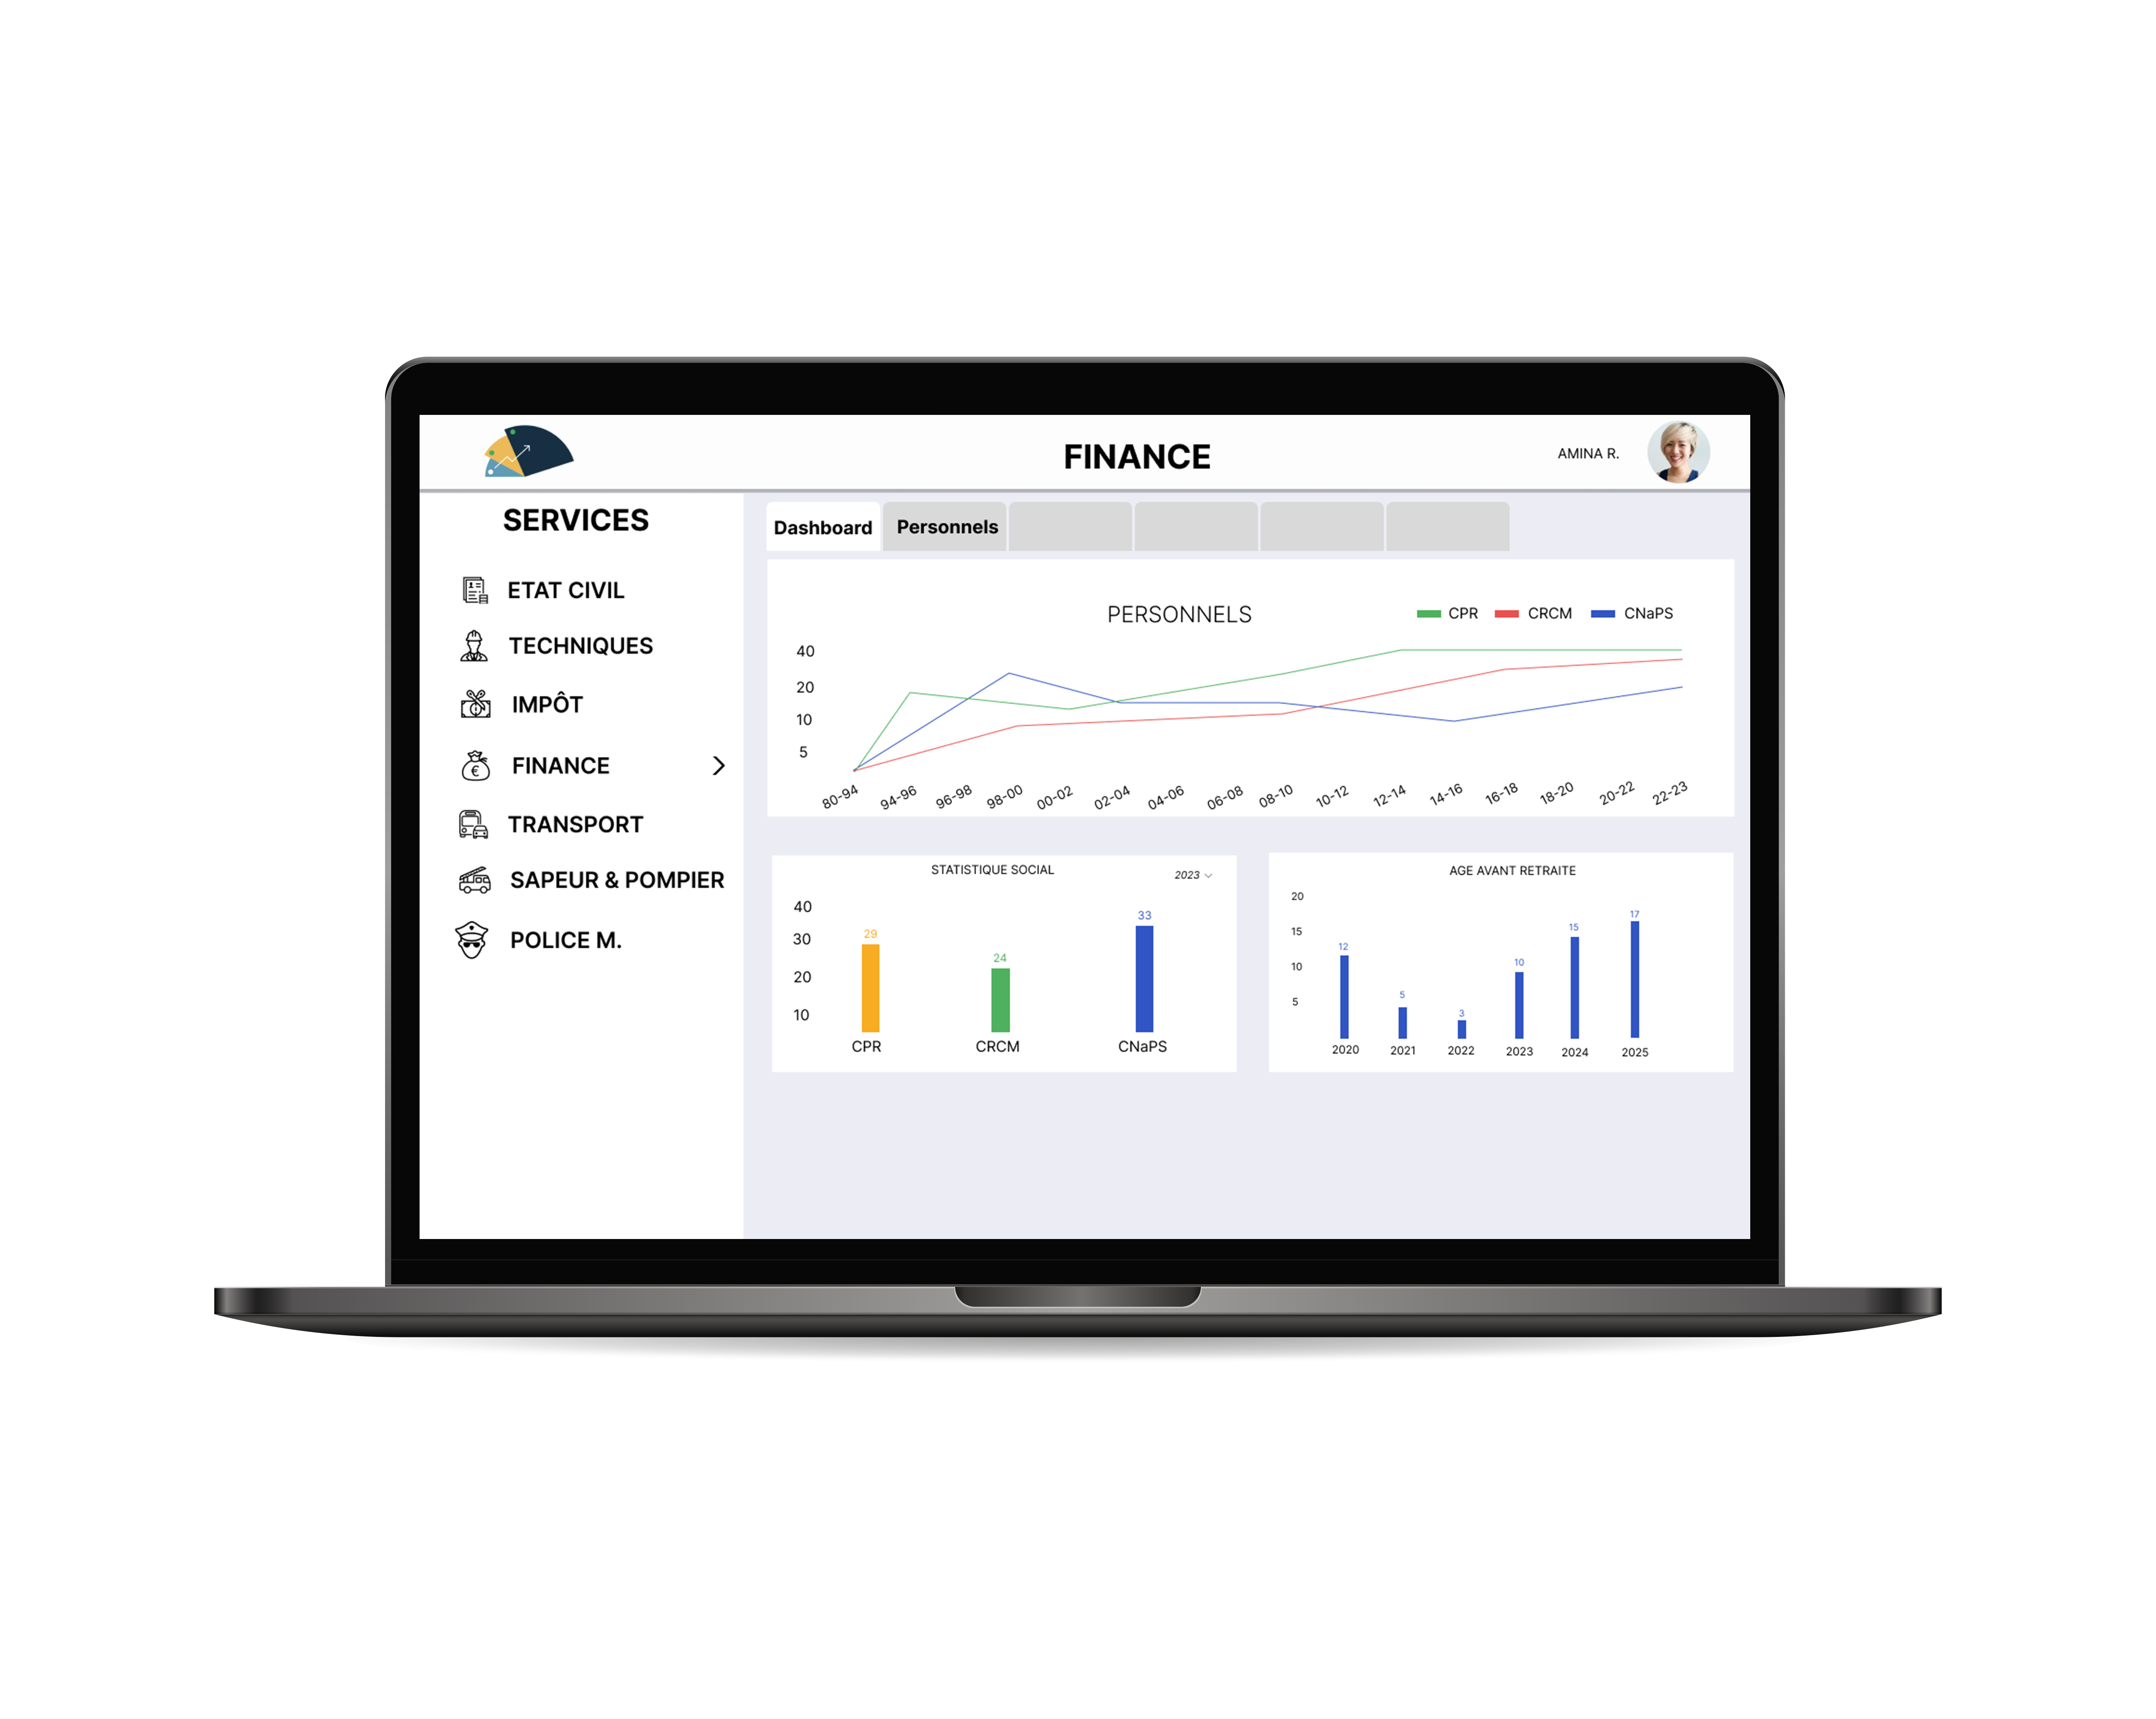 FINANCE
AMINA R.
SERVICES
ETAT CIVIL
TECHNIQUES
IMPÔT
FINANCE
TRANSPORT
SAPEUR & POMPIER
POLICE M.
Dashboard
Personnels
PERSONNELS
CPR
CRCM
CNaPS
40
20
10
5
80-94
94-96
96-98
98-00
00-02
02-04
04-06
06-08
08-10
10-12
12-14
14-16
16-18
18-20
20-22
22-23
STATISTIQUE SOCIAL
2023
40
30
20
10
29
24
33
CPR
CRCM
CNaPS
AGE AVANT RETRAITE
20
15
10
5
12
5
3
10
15
17
2020
2021
2022
2023
2024
2025